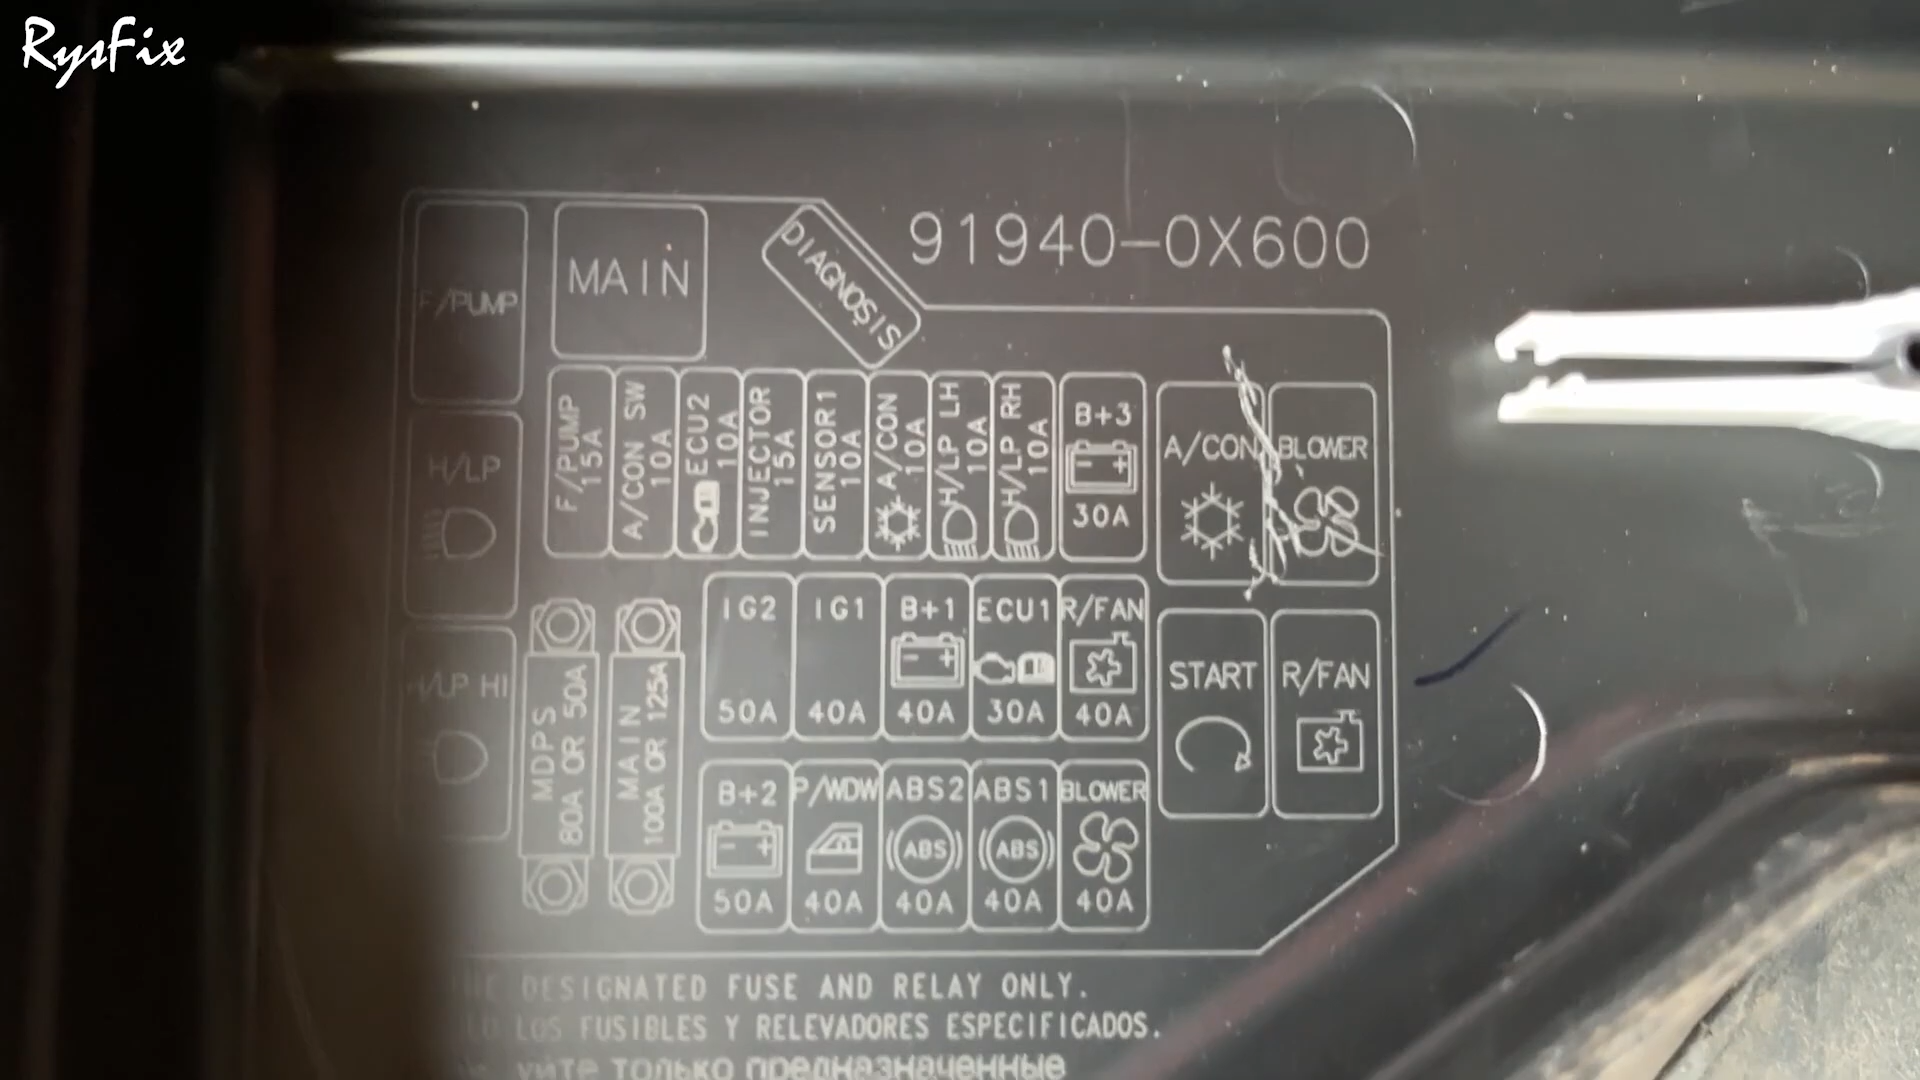 RysFix
91940-0X600
F/PUMP
MAIN
DIAGNOSIS
H/LP
H/LP HI
F/PUMP
15A
A/CON SW
10A
ECU2
10A
INJECTOR
15A
SENSOR1
10A
A/CON
10A
H/LP LH
10A
H/LP RH
10A
B+3
30A
A/CON
BLOWER
MDPS
80A OR 50A
MAIN
100A OR 125A
IG2
50A
IG1
40A
B+1
40A
ECU1
30A
R/FAN
40A
START
R/FAN
B+2
50A
P/WDW
40A
ABS2
ABS
40A
ABS1
ABS
40A
BLOWER
40A
DESIGNATED FUSE AND RELAY ONLY.
LOS FUSIBLES Y RELEVADORES ESPECIFICADOS.
только предназначенные